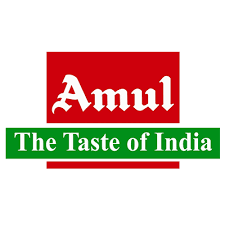 Amul
The Taste of India